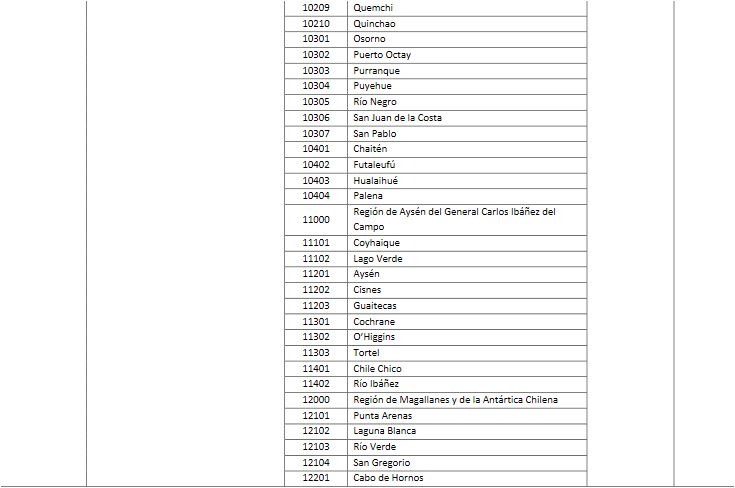 10209 Quemchi
10210 Quinchao
10301 Osorno
10302 Puerto Octay
10303 Purranque
10304 Puyehue
10305 Río Negro
10306 San Juan de la Costa
10307 San Pablo
10401 Chaitén
10402 Futaleufú
10403 Hualaihué
10404 Palena
11000 Región de Aysén del General Carlos Ibáñez del
Campo
11101 Coyhaique
11102 Lago Verde
11201 Aysén
11202 Cisnes
11203 Guaitecas
11301 Cochrane
11302 O’Higgins
11303 Tortel
11401 Chile Chico
11402 Río Ibáñez
12000 Región de Magallanes y de la Antártica Chilena
12101 Punta Arenas
12102 Laguna Blanca
12103 Río Verde
12104 San Gregorio
12201 Cabo de Hornos